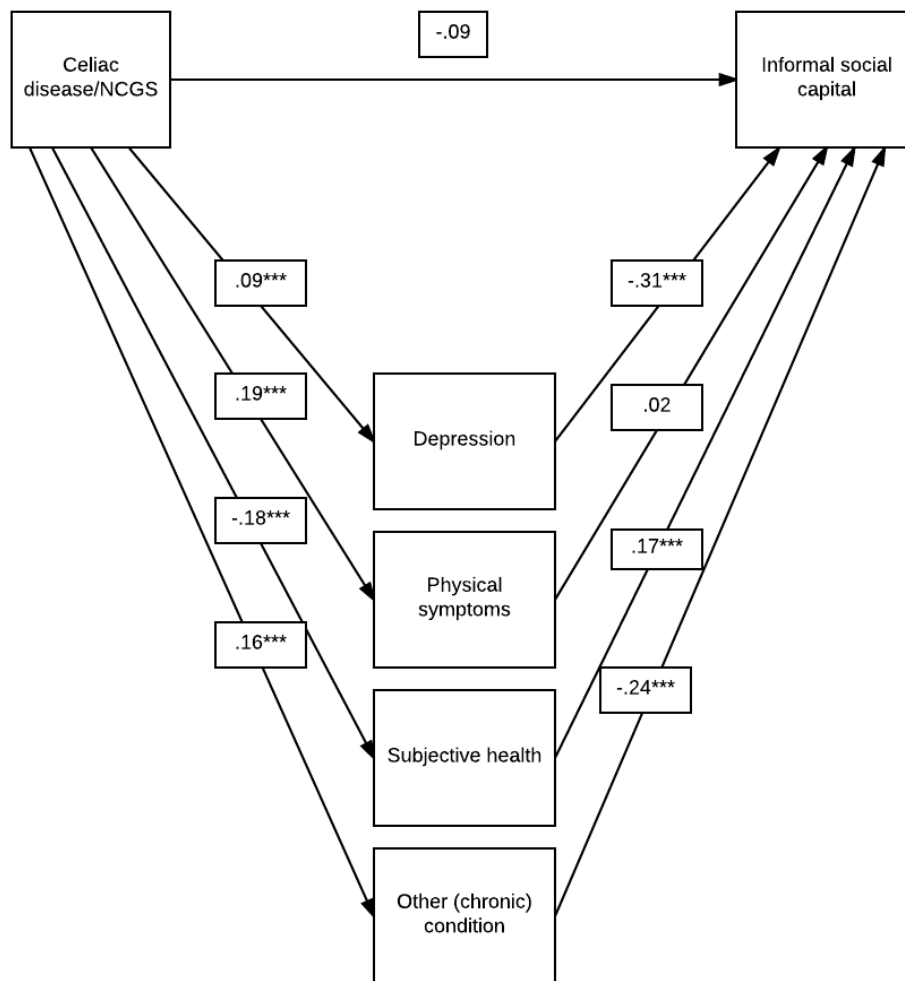 -.09
Celiac
disease/NCGS
Informal social
capital
.09***
-.31***
.19***
.02
Depression
-.18***
.17***
Physical
symptoms
.16***
-.24***
Subjective health
Other (chronic)
condition